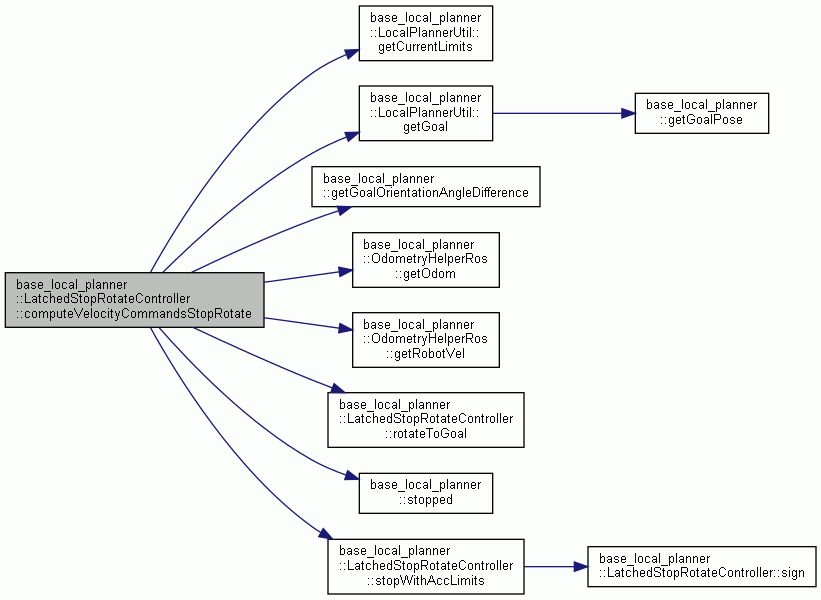 base_local_planner
::LocalPlannerUtil::
getCurrentLimits
base_local_planner
::LocalPlannerUtil::
getGoal
base_local_planner
::getGoalPose
base_local_planner
::getGoalOrientationAngleDifference
base_local_planner
::OdometryHelperRos
::getOdom
base_local_planner
::LatchedStopRotateController
::computeVelocityCommandsStopRotate
base_local_planner
::OdometryHelperRos
::getRobotVel
base_local_planner
::LatchedStopRotateController
::rotateToGoal
base_local_planner
::stopped
base_local_planner
::LatchedStopRotateController
::stopWithAccLimits
base_local_planner
::LatchedStopRotateController::sign